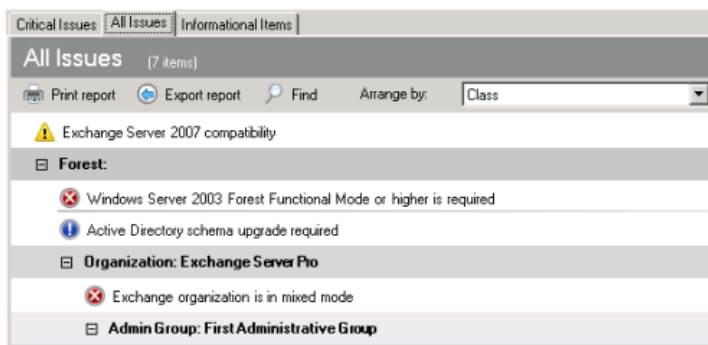 Critical Issues All Issues Informational Items
All Issues (7 items)
Print report Export report Find Arrange by: Class
Exchange Server 2007 compatibility
Forest:
Windows Server 2003 Forest Functional Mode or higher is required
Active Directory schema upgrade required
Organization: Exchange Server Pro
Exchange organization is in mixed mode
Admin Group: First Administrative Group